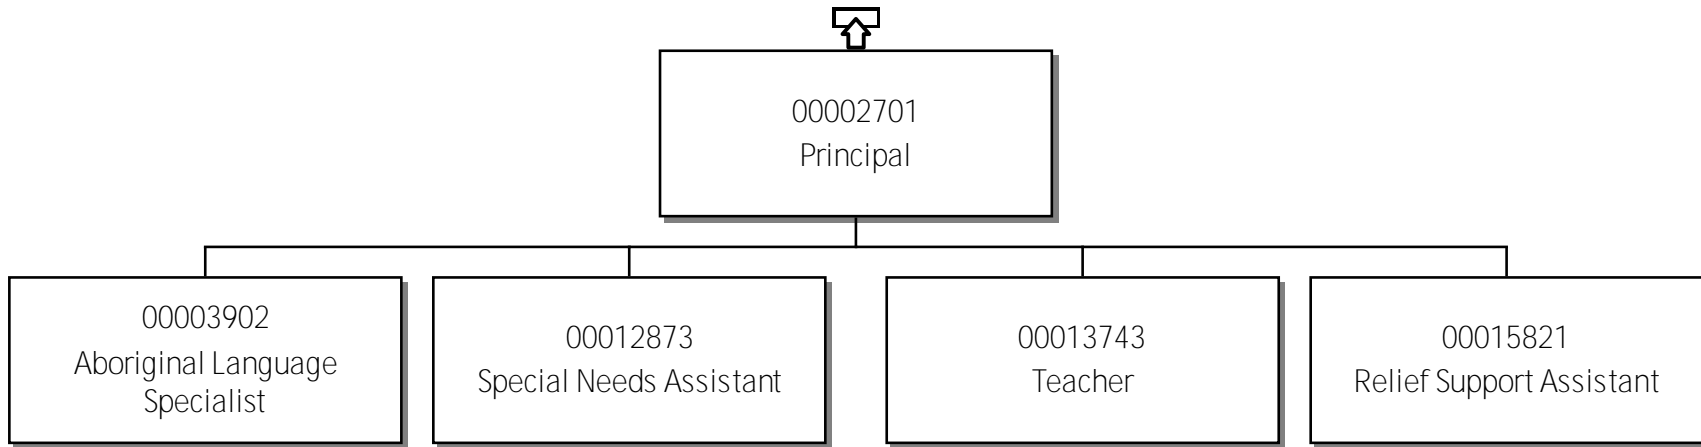 00002701
Principal
00003902
Aboriginal Language
Specialist
00012873
Special Needs Assistant
00013743
Teacher
00015821
Relief Support Assistant